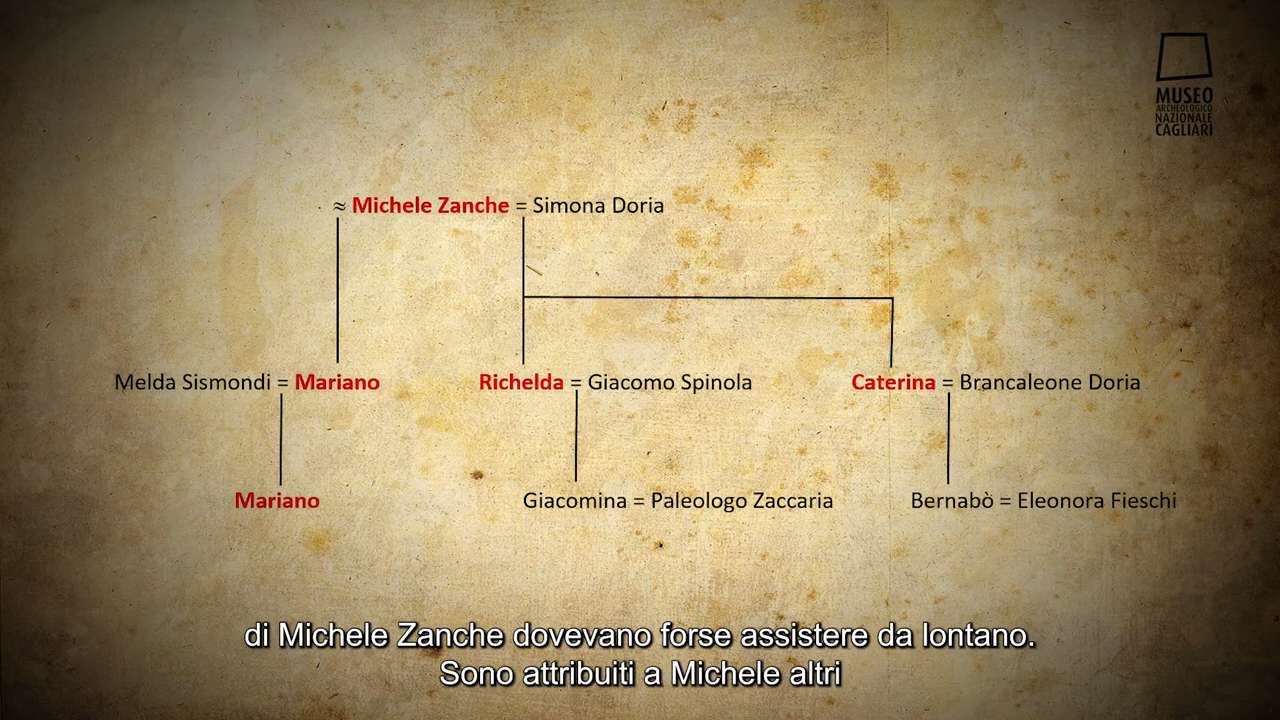 MUSEO
ARCHEOLOGICO
NAZIONALE
CAGLIARI
≈ Michele Zanche = Simona Doria
Melda Sismondi = Mariano
Richelda = Giacomo Spinola
Caterina = Brancaleone Doria
Mariano
Giacomina = Paleologo Zaccaria
Bernabò = Eleonora Fieschi
di Michele Zanche dovevano forse assistere da lontano.
Sono attribuiti a Michele altri